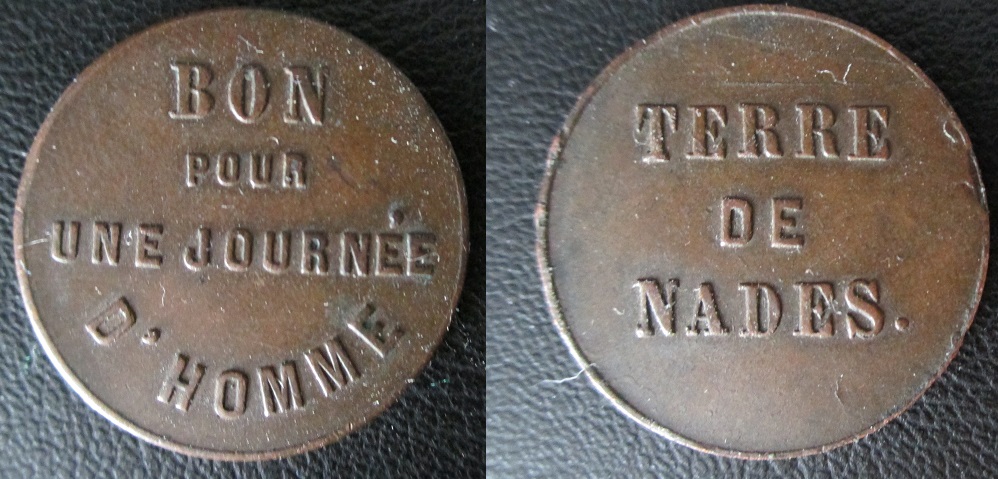 BON
POUR
UNE JOURNÉE
D'HOMME
TERRE
DE
NADES.